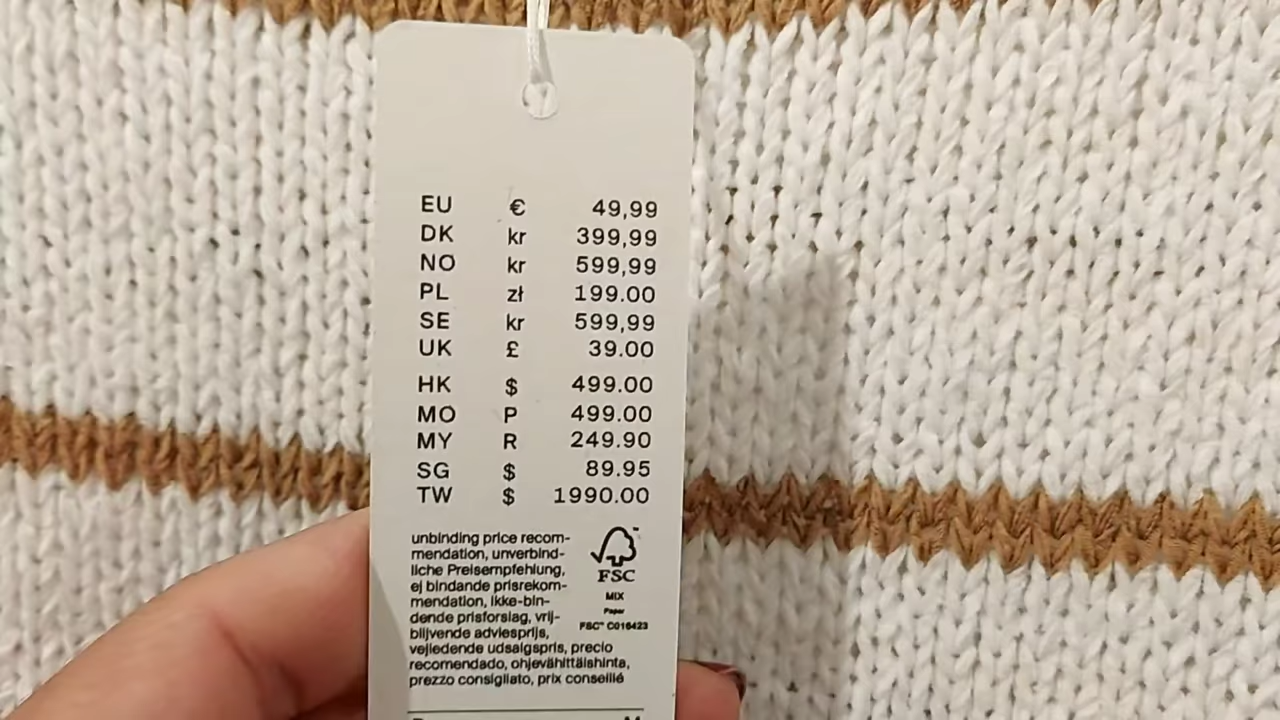 EU € 49,99
DK kr 399,99
NO kr 599,99
PL zł 199.00
SE kr 599,99
UK £ 39.00
HK $ 499.00
MO P 499.00
MY R 249.90
SG $ 89.95
TW $ 1990.00
unbinding price recom-
mendation, unverbind-
liche Preisempfehlung,
ej bindande prisrekom-
mendation, ikke-bin-
dende prisforslag, vrij-
blijvende adviesprijs,
vejledende udsalgspris, precio
recomendado, ohjevähittäishinta,
prezzo consigliato, prix conseillé
FSC
MIX
Paper
FSC™ C016423